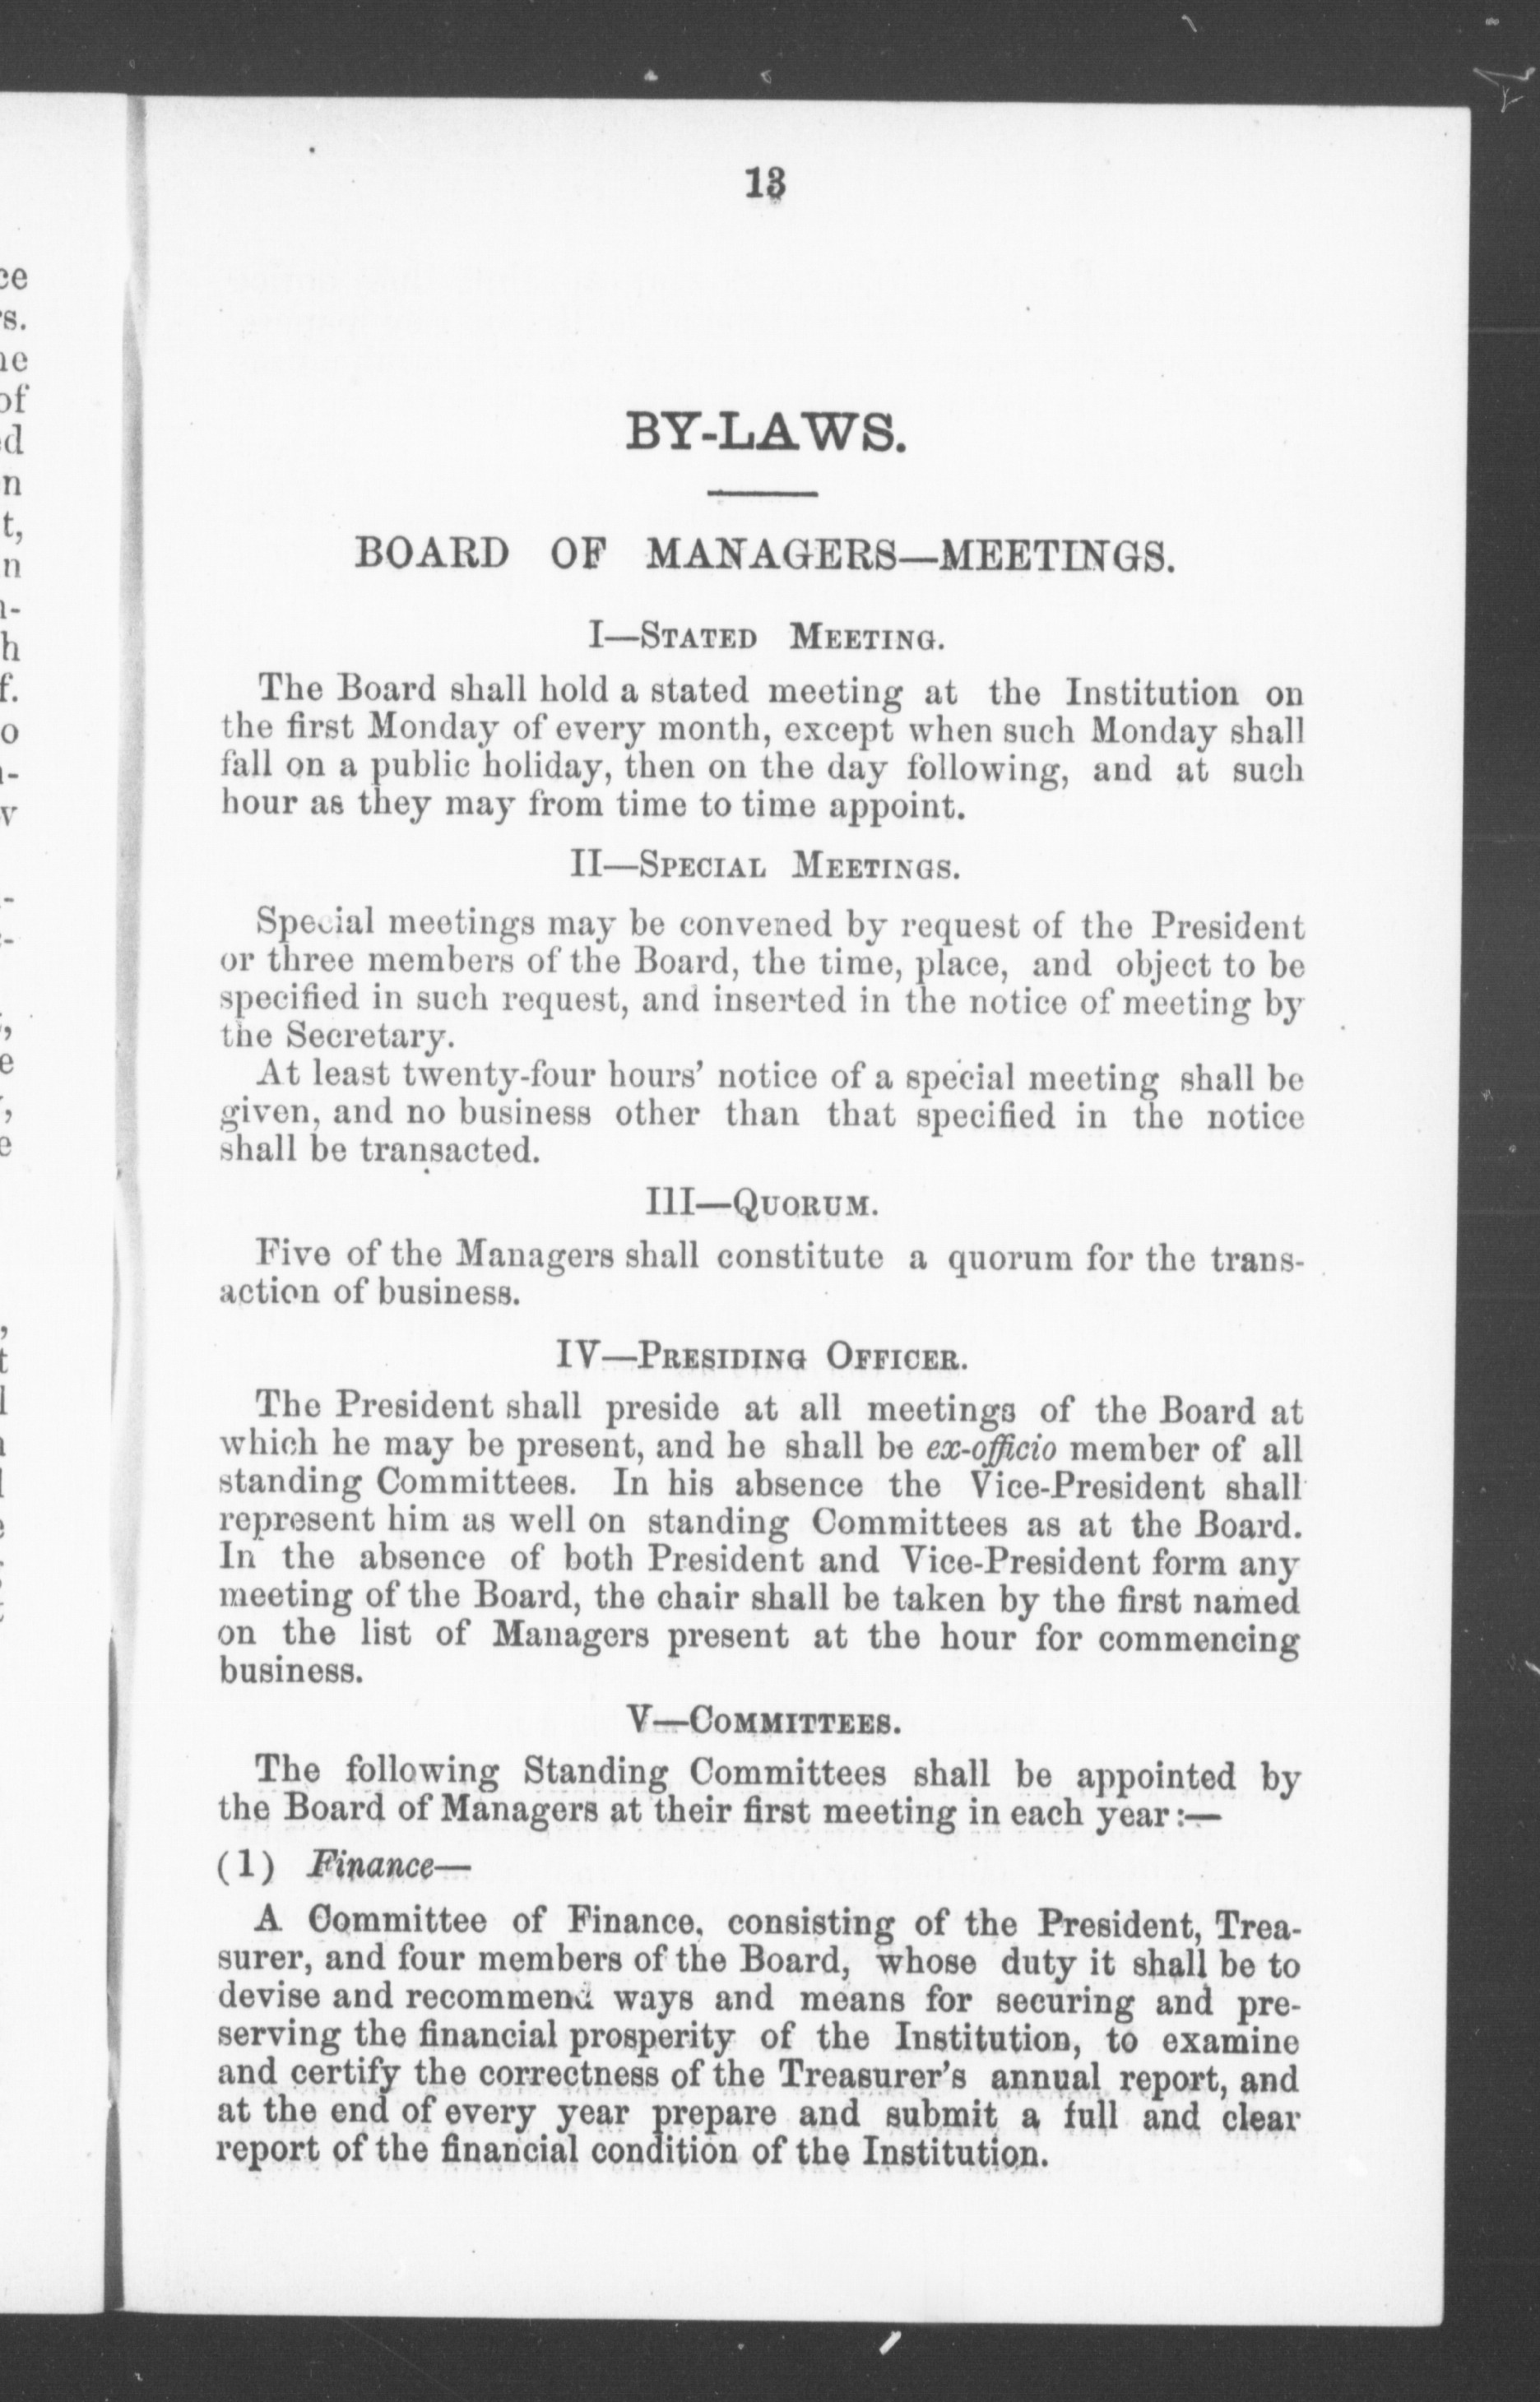 13
BY-LAWS.
BOARD OF MANAGERS—MEETINGS.
I—STATED MEETING.
The Board shall hold a stated meeting at the Institution on
the first Monday of every month, except when such Monday shall
fall on a public holiday, then on the day following, and at such
hour as they may from time to time appoint.
II—SPECIAL MEETINGS.
Special meetings may be convened by request of the President
or three members of the Board, the time, place, and object to be
specified in such request, and inserted in the notice of meeting by
the Secretary.
At least twenty-four hours' notice of a special meeting shall be
given, and no business other than that specified in the notice
shall be transacted.
III—QUORUM.
Five of the Managers shall constitute a quorum for the trans-
action of business.
IV—PRESIDING OFFICER.
The President shall preside at all meetings of the Board at
which he may be present, and he shall be ex-officio member of all
standing Committees. In his absence the Vice-President shall
represent him as well on standing Committees as at the Board.
In the absence of both President and Vice-President form any
meeting of the Board, the chair shall be taken by the first named
on the list of Managers present at the hour for commencing
business.
V—COMMITTEES.
The following Standing Committees shall be appointed by
the Board of Managers at their first meeting in each year:—
(1) Finance—
A Committee of Finance, consisting of the President, Trea-
surer, and four members of the Board, whose duty it shall be to
devise and recommend ways and means for securing and pre-
serving the financial prosperity of the Institution, to examine
and certify the correctness of the Treasurer's annual report, and
at the end of every year prepare and submit a full and clear
report of the financial condition of the Institution.